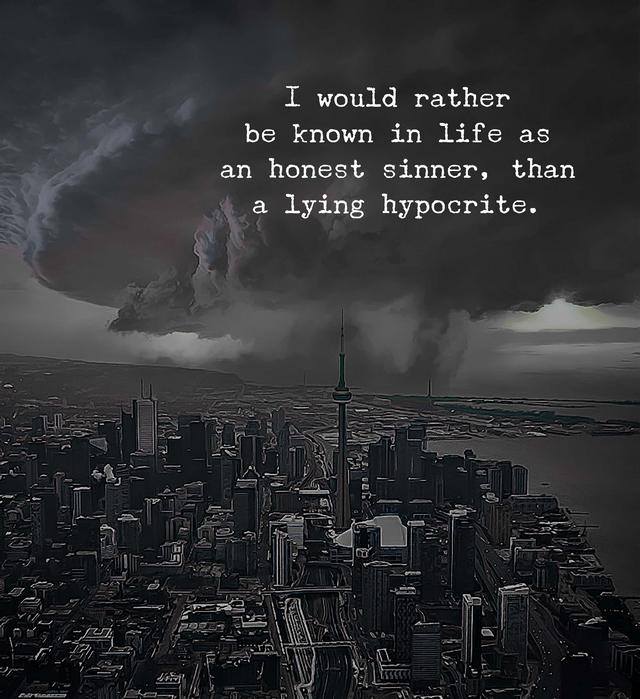 I would rather
be known in life as
an honest sinner, than
a lying hypocrite.